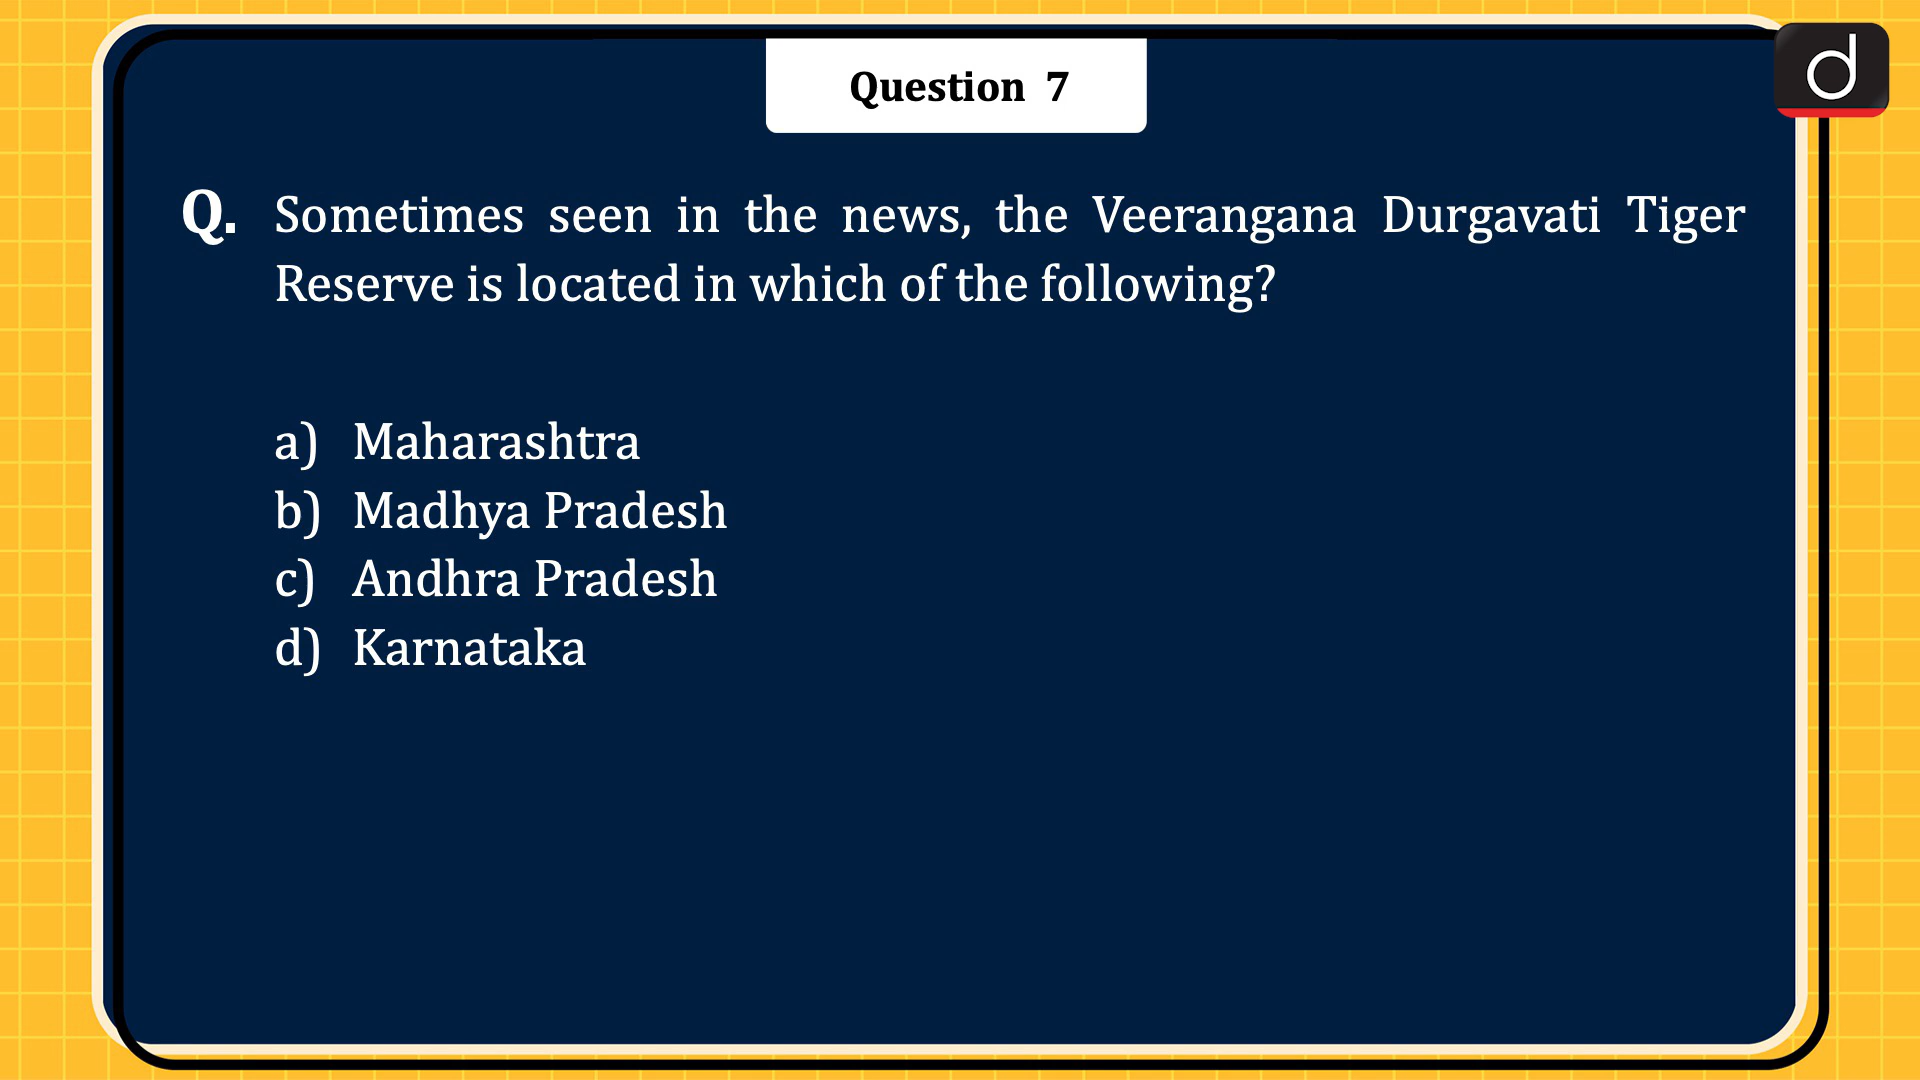 Question 7
Q. Sometimes seen in the news, the Veerangana Durgavati Tiger
Reserve is located in which of the following?
a) Maharashtra
b) Madhya Pradesh
c) Andhra Pradesh
d) Karnataka